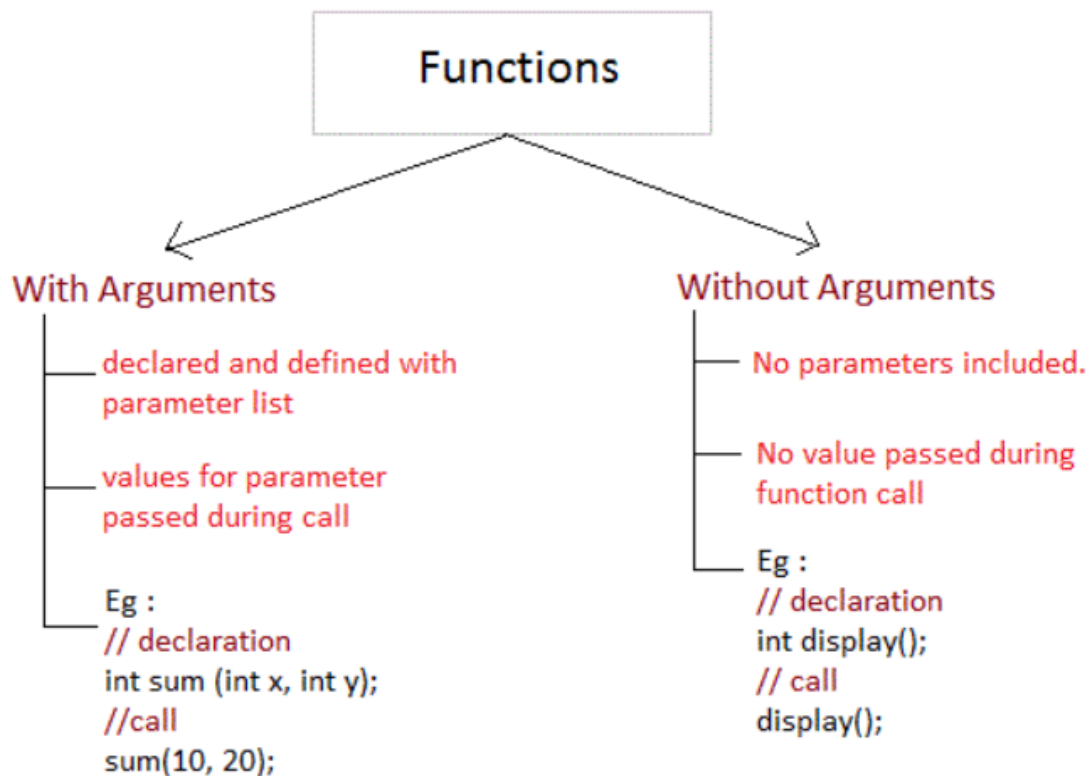 Functions
With Arguments
declared and defined with
parameter list
values for parameter
passed during call
Eg :
// declaration
int sum (int x, int y);
//call
sum(10, 20);
Without Arguments
No parameters included.
No value passed during
function call
Eg :
// declaration
int display();
// call
display();